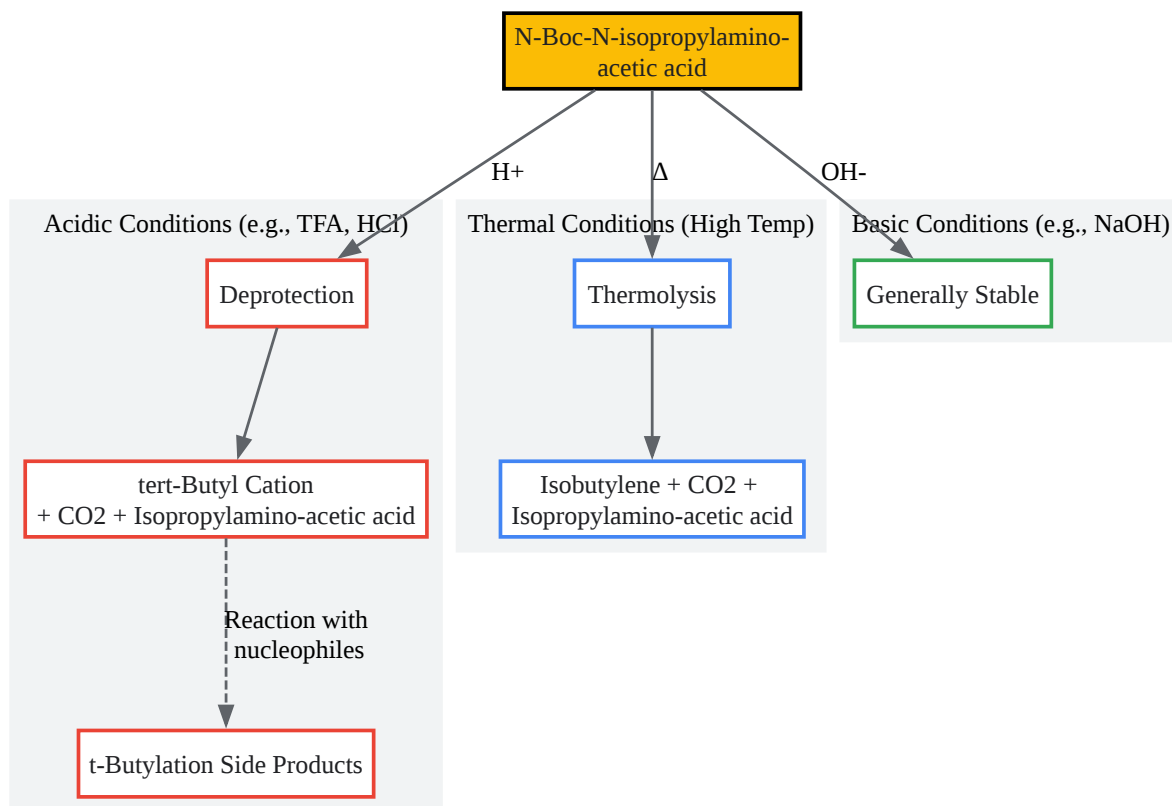 N-Boc-N-isopropylamino-
acetic acid
H+
Δ
OH-
Acidic Conditions (e.g., TFA, HCl)
Thermal Conditions (High Temp)
Basic Conditions (e.g., NaOH)
Deprotection
Thermolysis
Generally Stable
tert-Butyl Cation
+ CO2 + Isopropylamino-acetic acid
Isobutylene + CO2 +
Isopropylamino-acetic acid
Reaction with
nucleophiles
t-Butylation Side Products